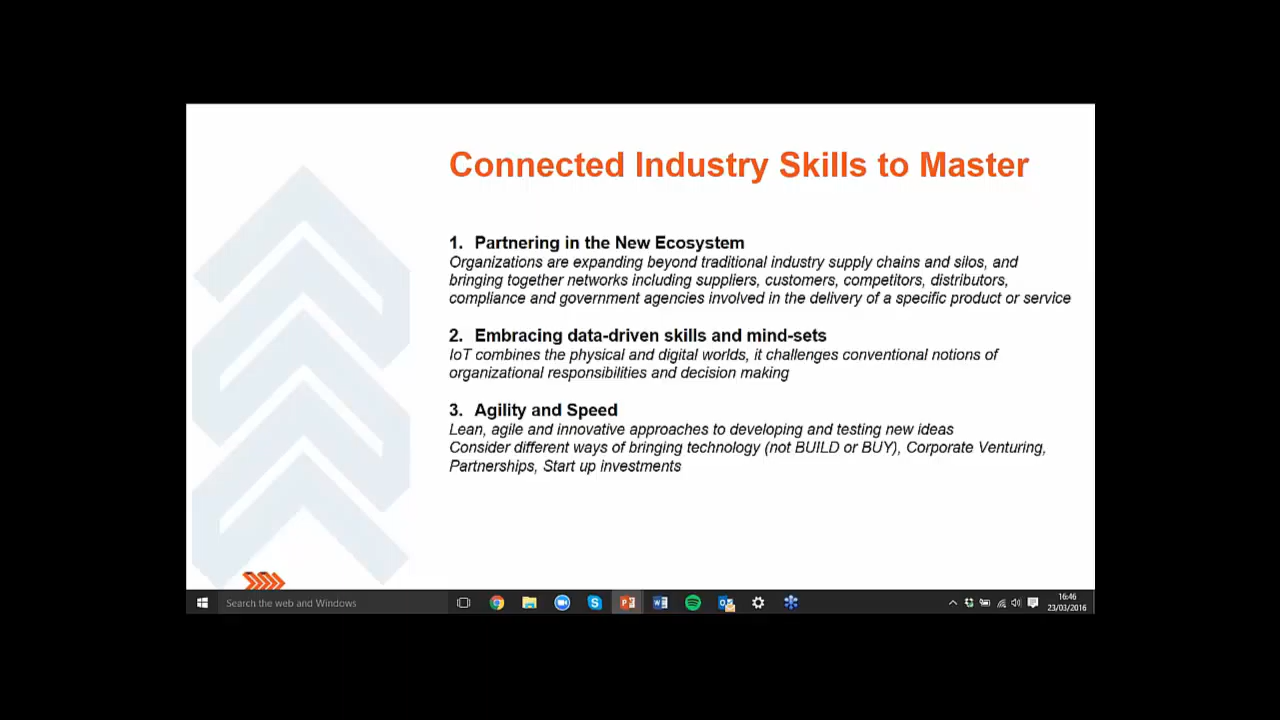 Connected Industry Skills to Master
1. Partnering in the New Ecosystem
Organizations are expanding beyond traditional industry supply chains and silos, and
bringing together networks including suppliers, customers, competitors, distributors,
compliance and government agencies involved in the delivery of a specific product or service
2. Embracing data-driven skills and mind-sets
IoT combines the physical and digital worlds, it challenges conventional notions of
organizational responsibilities and decision making
3. Agility and Speed
Lean, agile and innovative approaches to developing and testing new ideas
Consider different ways of bringing technology (not BUILD or BUY), Corporate Venturing,
Partnerships, Start up investments
Search the web and Windows
16:46
23/03/2016